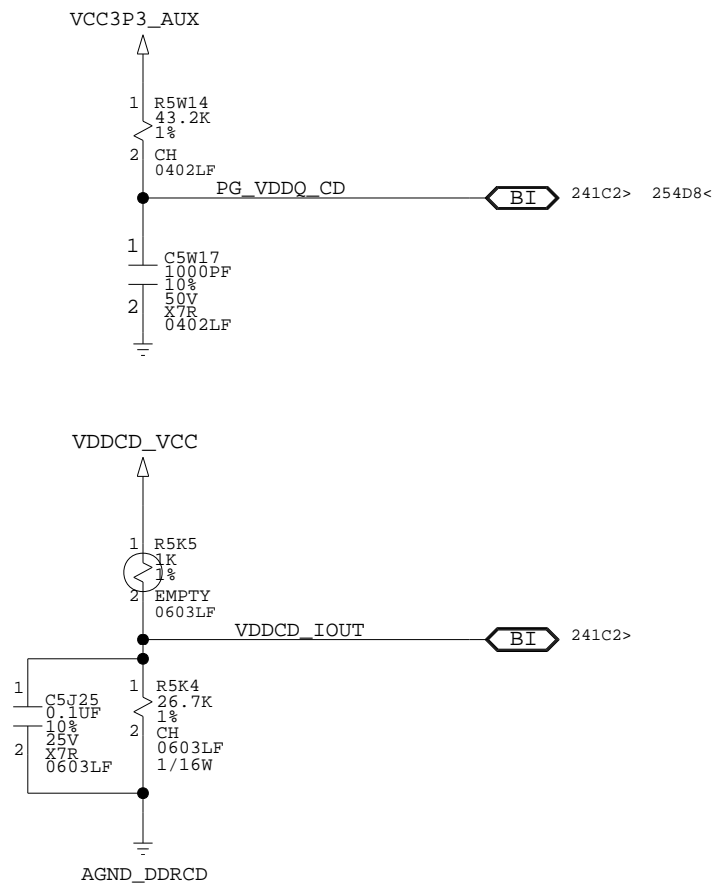 VCC3P3_AUX
1 R5W14
43.2K
1%
2 CH
0402LF
PG_VDDQ_CD
BI
241C2> 254D8<
1
C5W17
1000PF
10%
50V
2
X7R
0402LF
VDDCD_VCC
1 R5K5
1K
1%
2 EMPTY
0603LF
VDDCD_IOUT
BI
241C2>
1
C5J25
0.1UF
10%
25V
2
X7R
0603LF
1 R5K4
26.7K
1%
2 CH
0603LF
1/16W
AGND_DDRCD